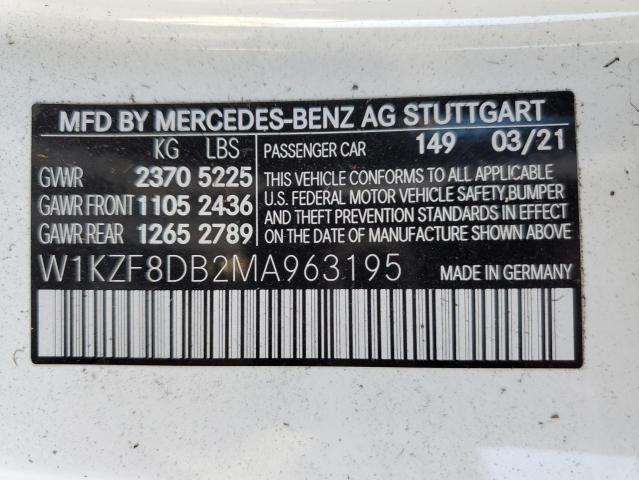 MFD BY MERCEDES-BENZ AG STUTTGART
KG LBS PASSENGER CAR 149 03/21
GVWR 2370 5225
GAWR FRONT 1105 2436
GAWR REAR 1265 2789
THIS VEHICLE CONFORMS TO ALL APPLICABLE
U.S. FEDERAL MOTOR VEHICLE SAFETY,BUMPER
AND THEFT PREVENTION STANDARDS IN EFFECT
ON THE DATE OF MANUFACTURE SHOWN ABOVE.
W1KZF8DB2MA963195 MADE IN GERMANY